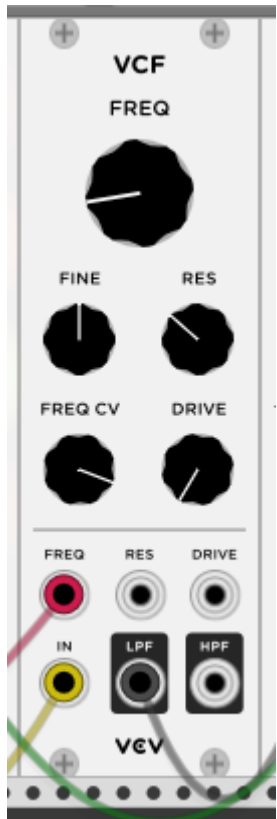 VCF
FREQ
FINE RES
FREQ CV DRIVE
FREQ RES DRIVE
IN LPF HPF
VCV